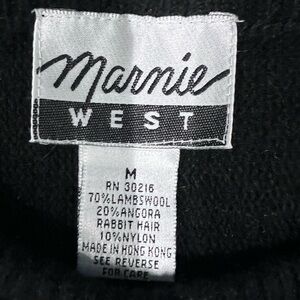 Marnie
WEST
M
RN 30216
70%LAMBSWOOL
20%ANGORA
RABBIT HAIR
10%NYLON
MADE IN HONG KONG
SEE REVERSE
FOR CARE